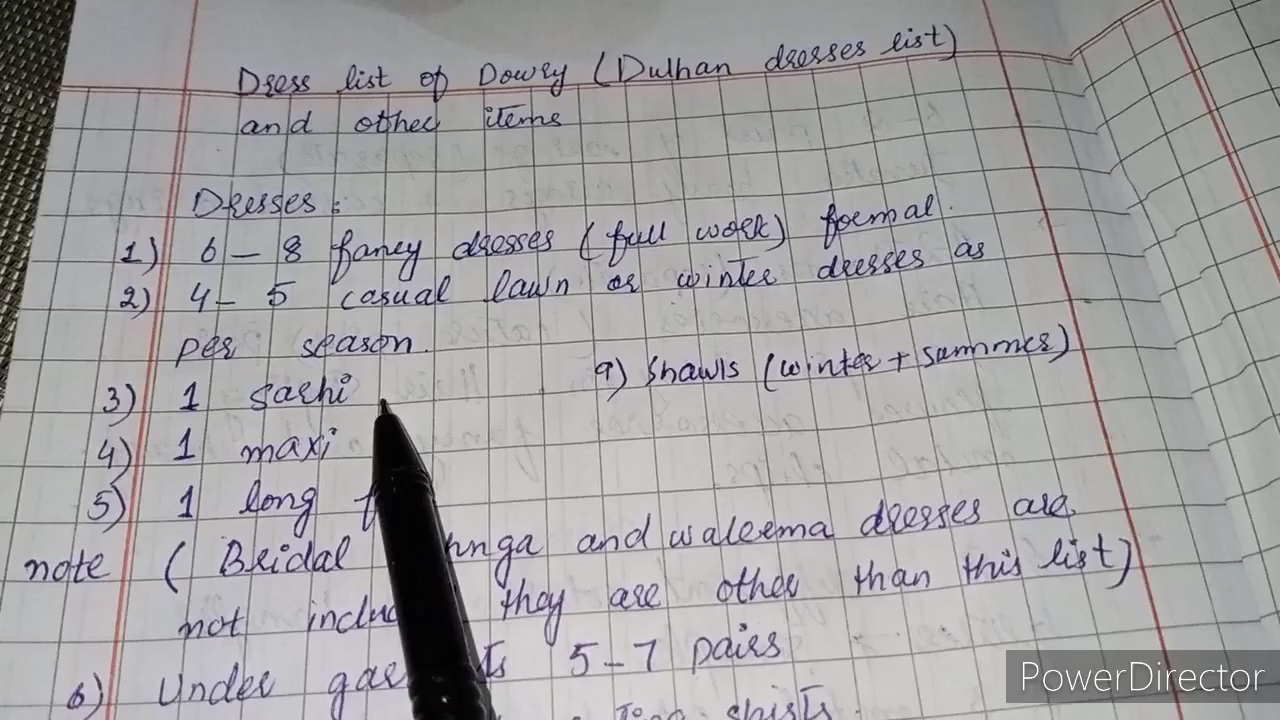 Dress list of Dowry (Dulhan dresses list)
and other items
Dresses :
1) 6 - 8 fancy dresses (full work) formal.
2) 4 - 5 casual lawn or winter dresses as
per season.
9) Shawls (winter + summer)
3) 1 sarhi
4) 1 maxi
5) 1 long
note ( Bridal and waleema dresses are
not they are other than this list)
6) Under 5-7 pairs
shirts
PowerDirector